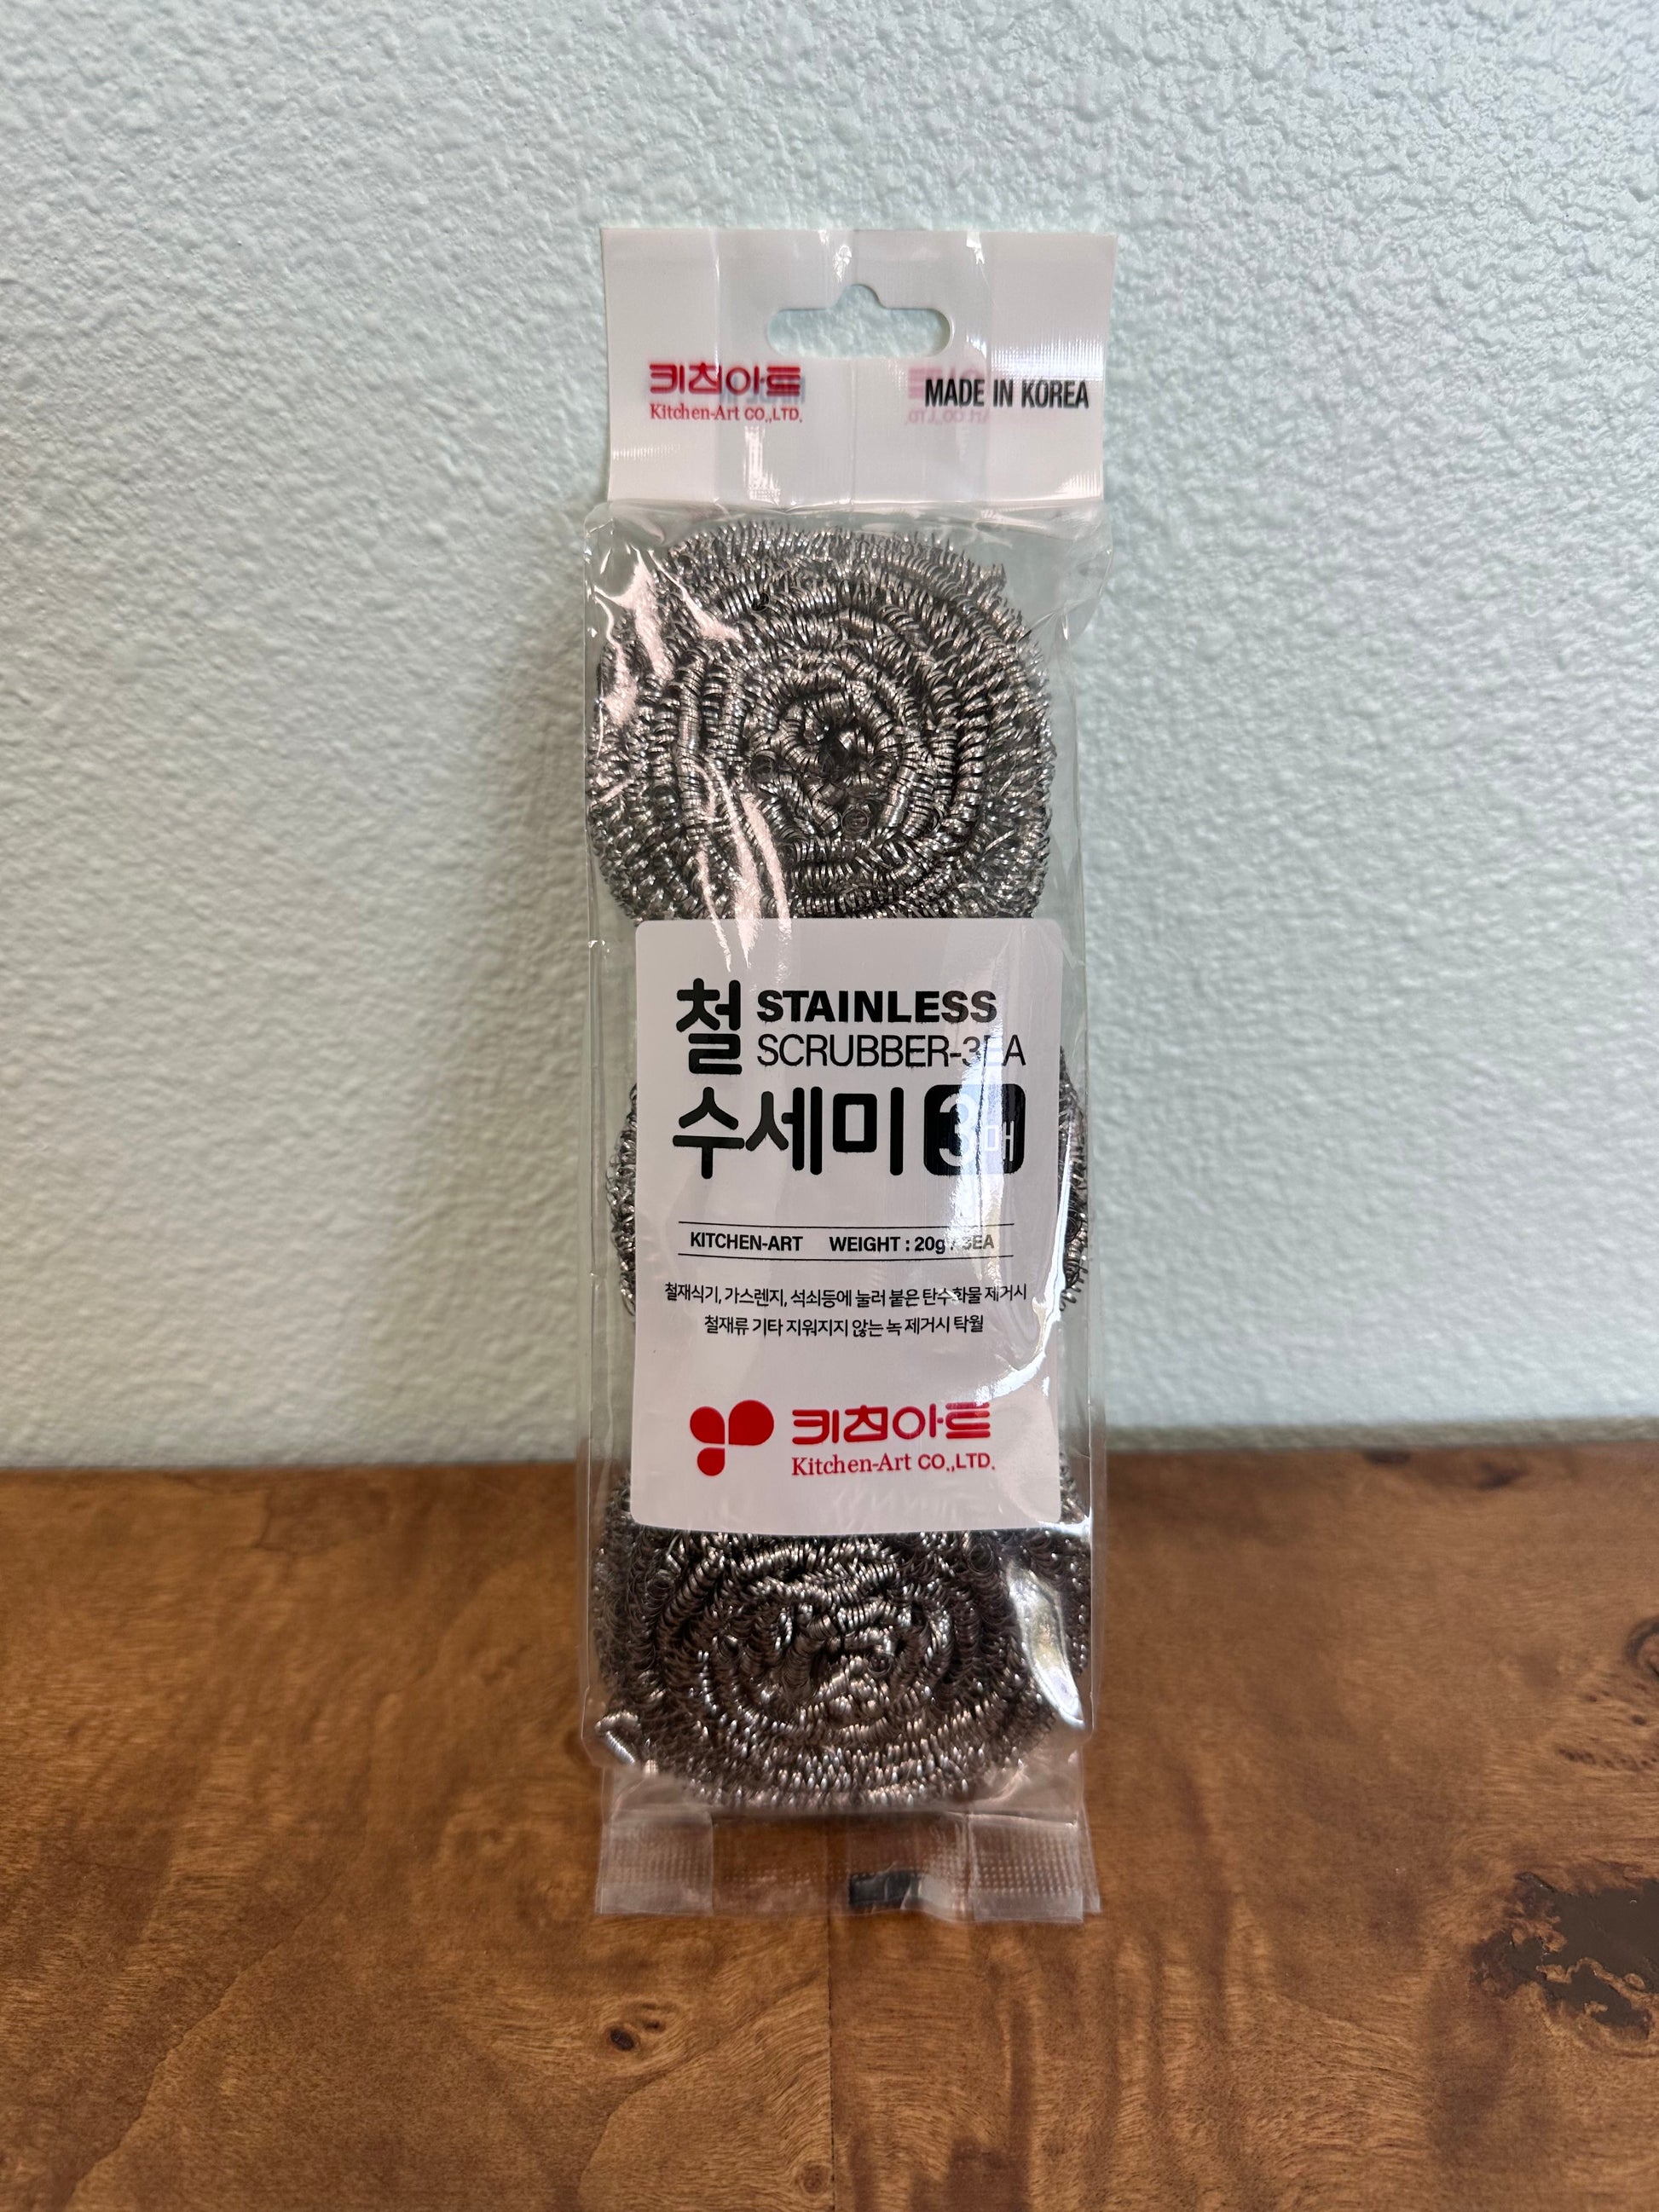 키친아트
Kitchen-Art CO.,LTD.
MADE IN KOREA
철 STAINLESS
SCRUBBER-3EA
수세미 3매
KITCHEN-ART WEIGHT : 20g / 3EA
철재식기, 가스렌지, 석쇠등에 눌러 붙은 탄수화물 제거시
철재류 기타 지워지지 않는 녹 제거시 탁월
키친아트
Kitchen-Art CO.,LTD.